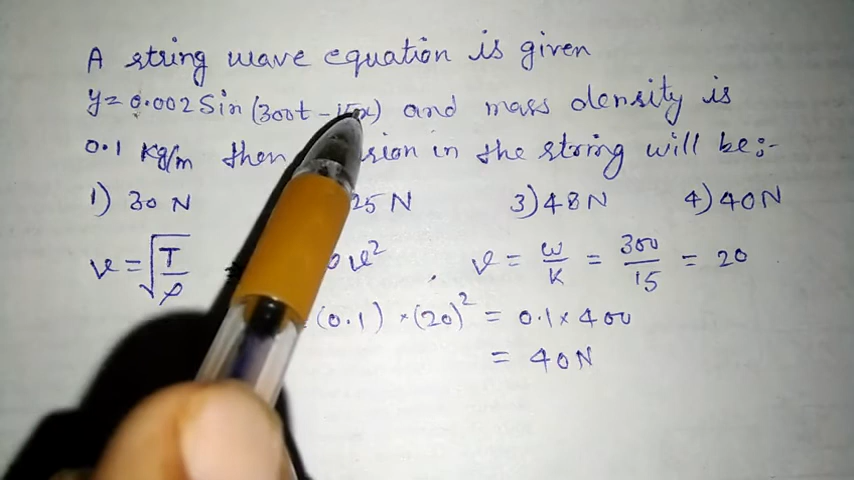 A string wave equation is given
y = 0.002 Sin (300t - 15x) and mass density is
0.1 kg/m then in the string will be:-
1) 30 N 25 N 3) 48 N 4) 40 N
v = √(T/ρ) v² , v = ω/K = 300/15 = 20
(0.1) × (20)² = 0.1 × 400
= 40 N